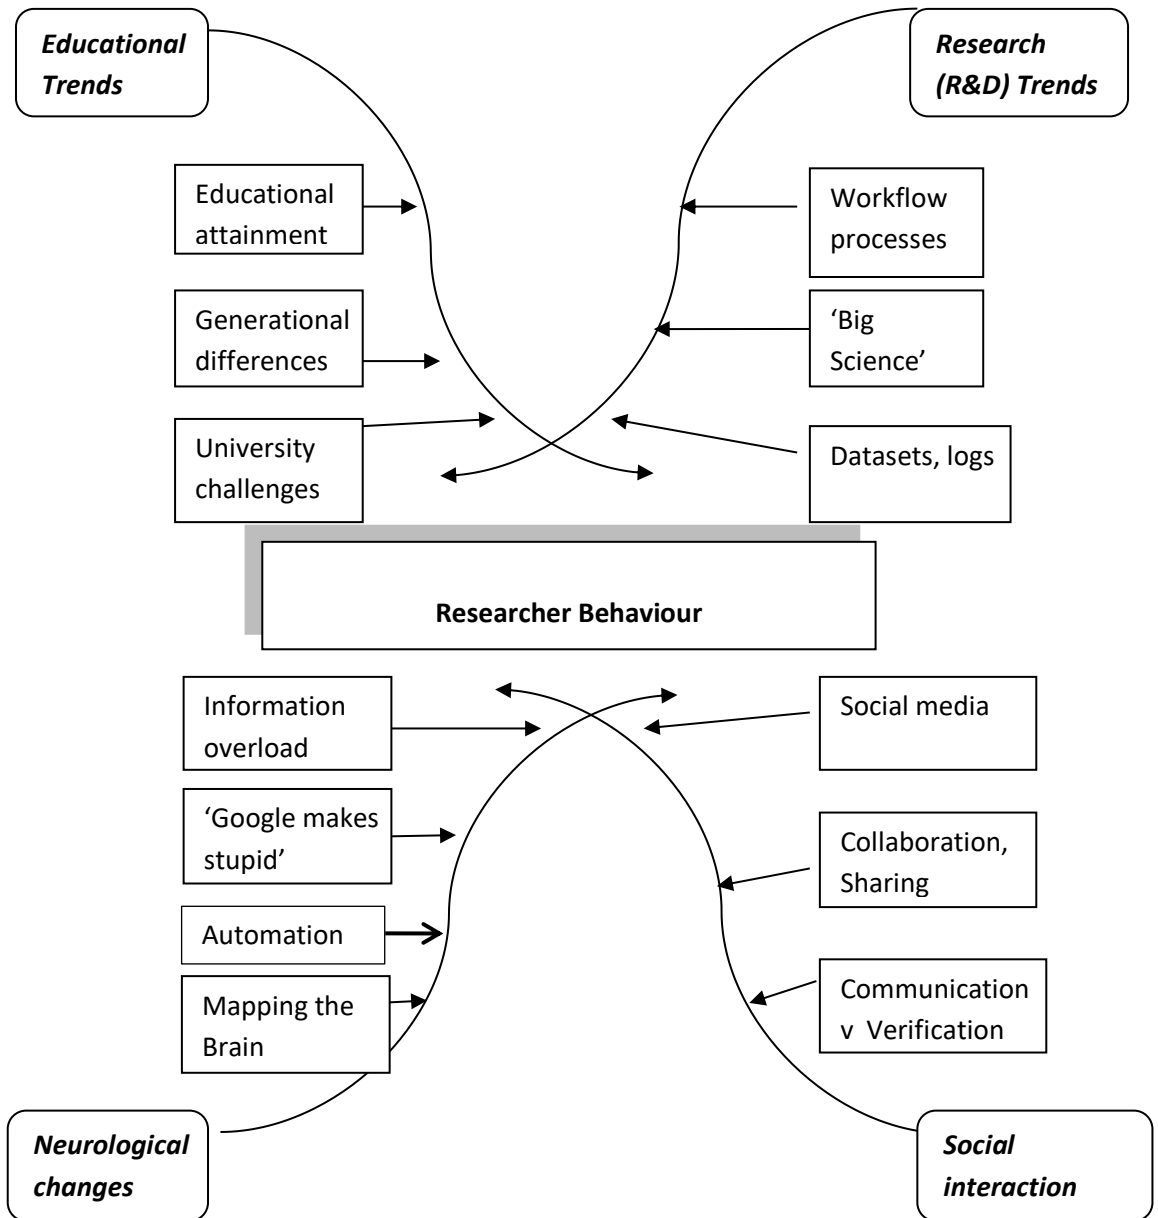 Educational
Trends
Research
(R&D) Trends
Educational
attainment
Workflow
processes
Generational
differences
‘Big
Science’
University
challenges
Datasets, logs
Researcher Behaviour
Information
overload
Social media
‘Google makes
stupid’
Collaboration,
Sharing
Automation
Mapping the
Brain
Communication
v Verification
Neurological
changes
Social
interaction